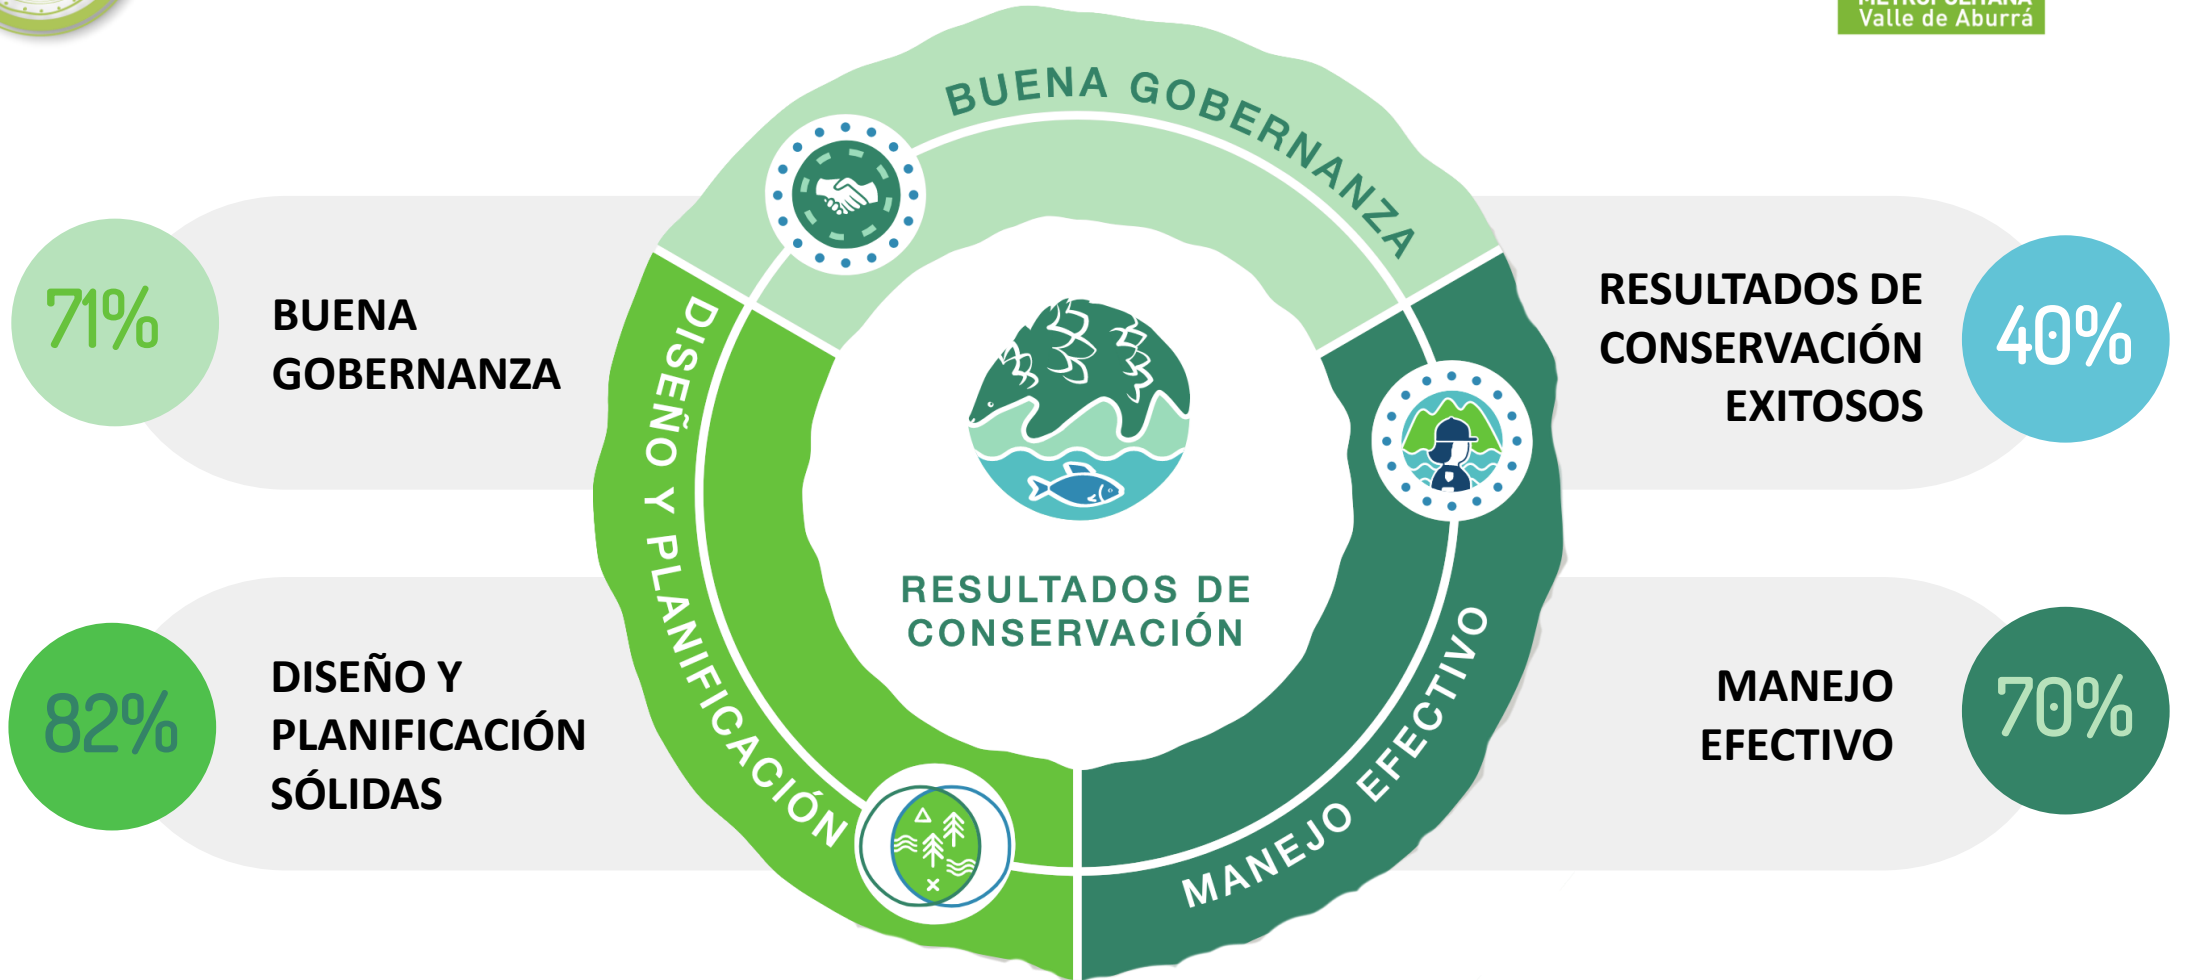 METROPOLITANA
Valle de Aburrá
BUENA GOBERNANZA
71%
BUENA
GOBERNANZA
RESULTADOS DE
CONSERVACIÓN
EXITOSOS
40%
DISEÑO Y PLANIFICACIÓN
RESULTADOS DE
CONSERVACIÓN
MANEJO EFECTIVO
82%
DISEÑO Y
PLANIFICACIÓN
SÓLIDAS
MANEJO
EFECTIVO
70%